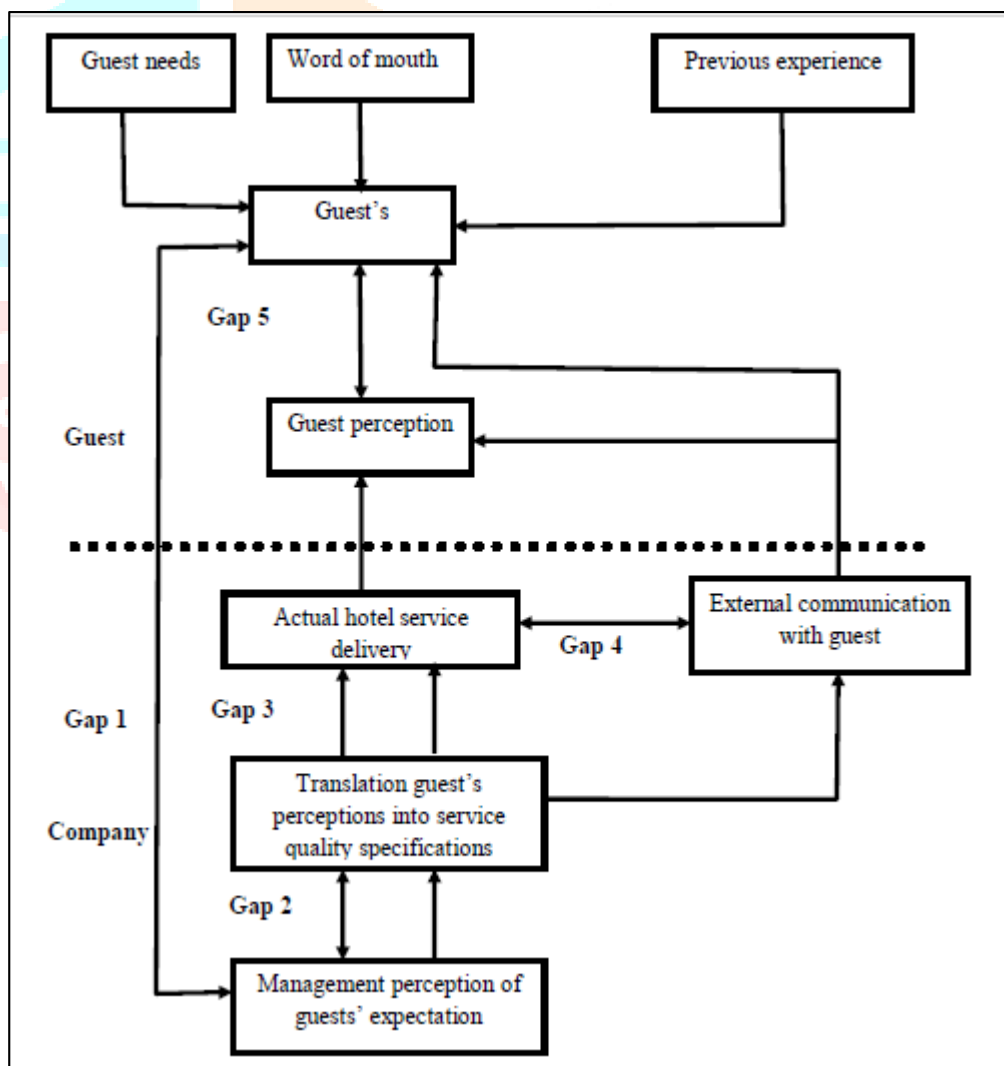 Guest needs
Word of mouth
Previous experience
Guest's
Gap 5
Guest perception
Guest
Actual hotel service
delivery
External communication
with guest
Gap 4
Gap 3
Gap 1
Translation guest's
perceptions into service
quality specifications
Company
Gap 2
Management perception of
guests' expectation